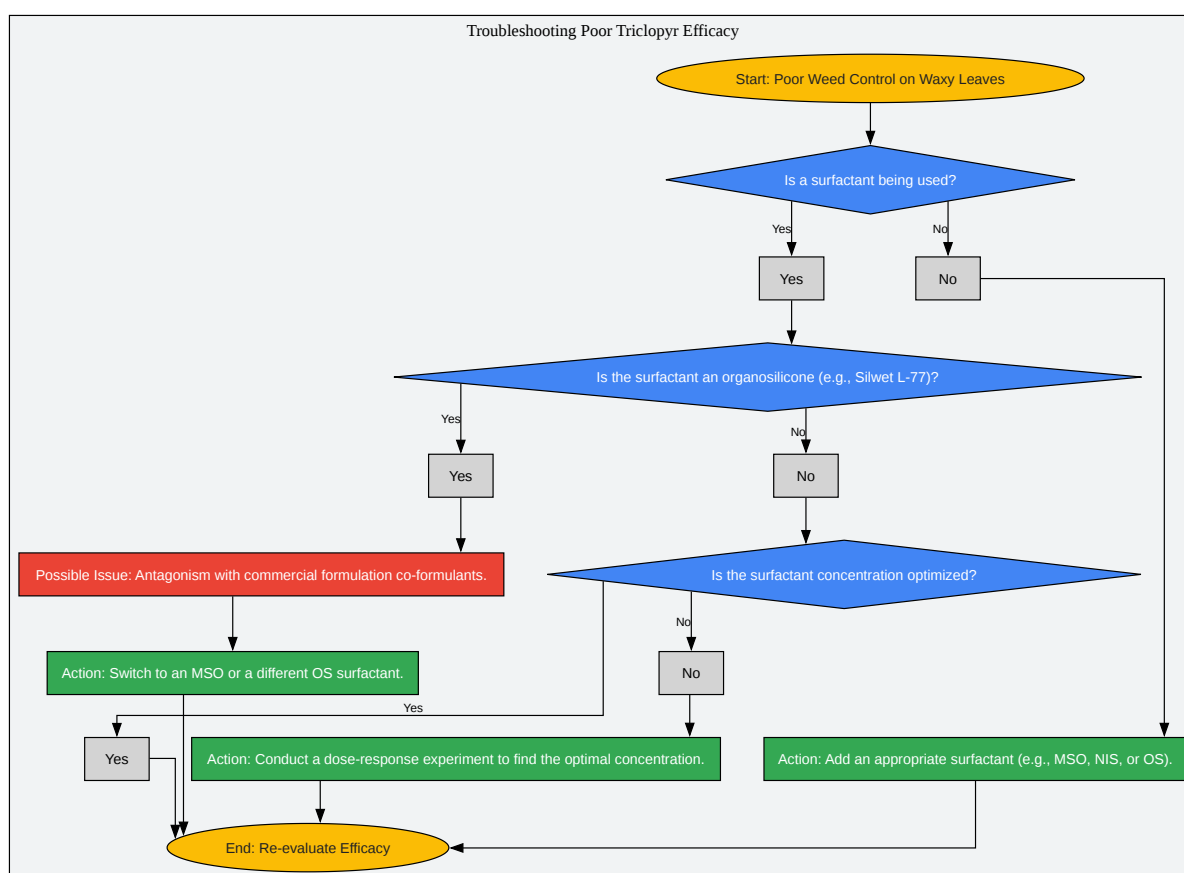 Troubleshooting Poor Triclopyr Efficacy
Start: Poor Weed Control on Waxy Leaves
Is a surfactant being used?
Yes
No
Yes
No
Is the surfactant an organosilicone (e.g., Silwet L-77)?
Yes
No
Yes
No
Possible Issue: Antagonism with commercial formulation co-formulants.
Is the surfactant concentration optimized?
No
Action: Switch to an MSO or a different OS surfactant.
No
Yes
Yes
Action: Conduct a dose-response experiment to find the optimal concentration.
Action: Add an appropriate surfactant (e.g., MSO, NIS, or OS).
End: Re-evaluate Efficacy